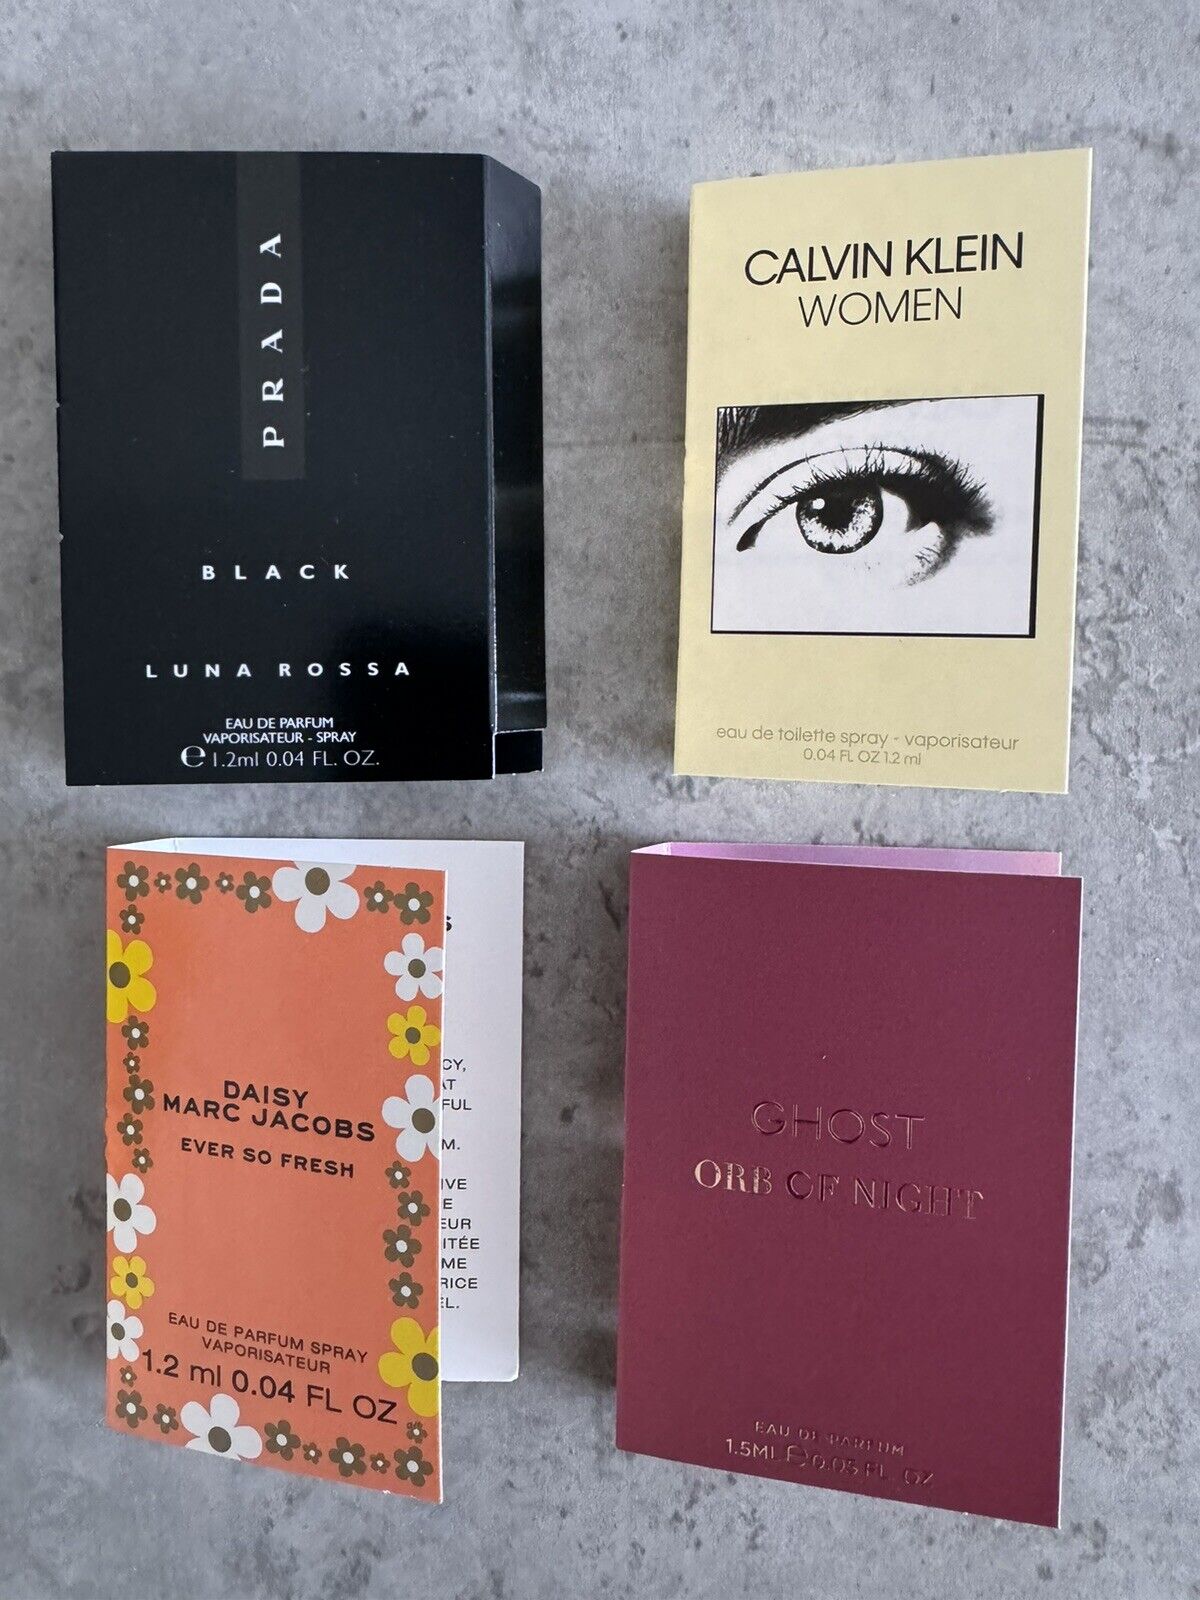 PRADA
BLACK
LUNA ROSSA
EAU DE PARFUM
VAPORISATEUR - SPRAY
e 1.2ml 0.04 FL. OZ.
CALVIN KLEIN
WOMEN
eau de toilette spray - vaporisateur
0.04 FL OZ 1.2 ml
DAISY
MARC JACOBS
EVER SO FRESH
EAU DE PARFUM SPRAY
VAPORISATEUR
1.2 ml 0.04 FL OZ
GHOST
ORB OF NIGHT
EAU DE PARFUM
1.5ML e 0.05 FL. OZ